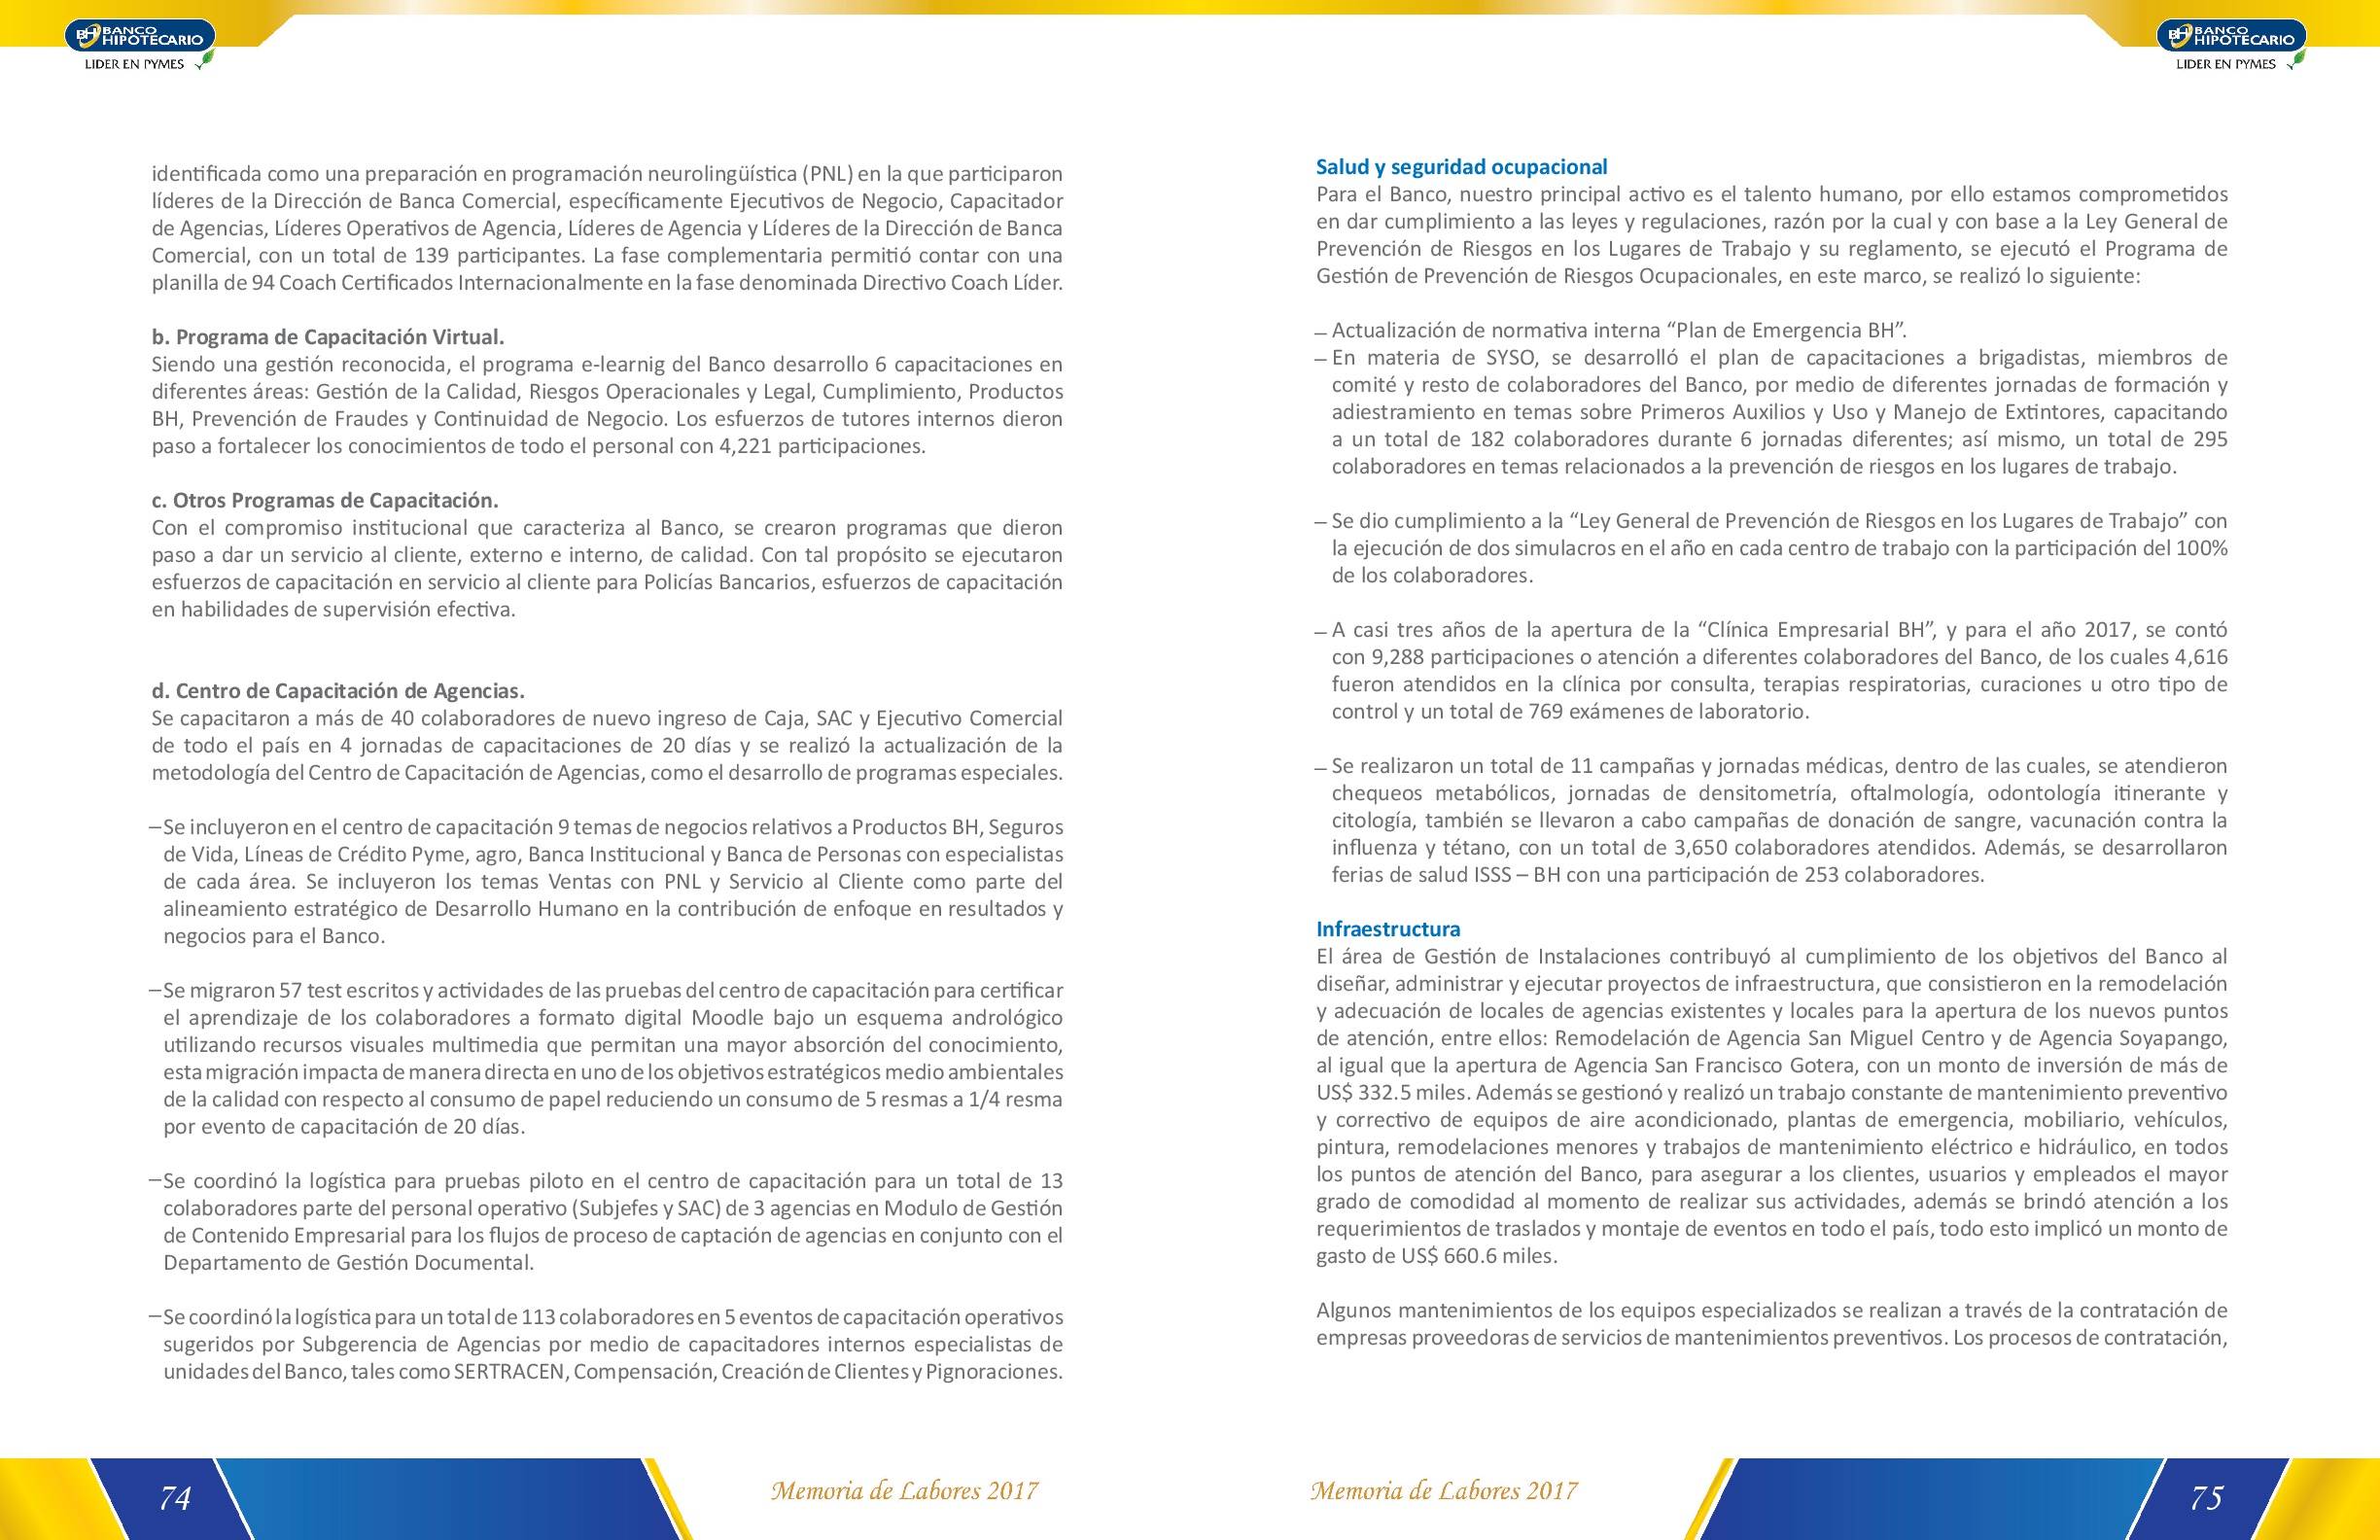 BH BANCO
HIPOTECARIO
LIDER EN PYMES
identificada como una preparación en programación neurolingüística (PNL) en la que participaron
líderes de la Dirección de Banca Comercial, específicamente Ejecutivos de Negocio, Capacitador
de Agencias, Líderes Operativos de Agencia, Líderes de Agencia y Líderes de la Dirección de Banca
Comercial, con un total de 139 participantes. La fase complementaria permitió contar con una
planilla de 94 Coach Certificados Internacionalmente en la fase denominada Directivo Coach Líder.
b. Programa de Capacitación Virtual.
Siendo una gestión reconocida, el programa e-learnig del Banco desarrollo 6 capacitaciones en
diferentes áreas: Gestión de la Calidad, Riesgos Operacionales y Legal, Cumplimiento, Productos
BH, Prevención de Fraudes y Continuidad de Negocio. Los esfuerzos de tutores internos dieron
paso a fortalecer los conocimientos de todo el personal con 4,221 participaciones.
c. Otros Programas de Capacitación.
Con el compromiso institucional que caracteriza al Banco, se crearon programas que dieron
paso a dar un servicio al cliente, externo e interno, de calidad. Con tal propósito se ejecutaron
esfuerzos de capacitación en servicio al cliente para Policías Bancarios, esfuerzos de capacitación
en habilidades de supervisión efectiva.
d. Centro de Capacitación de Agencias.
Se capacitaron a más de 40 colaboradores de nuevo ingreso de Caja, SAC y Ejecutivo Comercial
de todo el país en 4 jornadas de capacitaciones de 20 días y se realizó la actualización de la
metodología del Centro de Capacitación de Agencias, como el desarrollo de programas especiales.
–Se incluyeron en el centro de capacitación 9 temas de negocios relativos a Productos BH, Seguros
de Vida, Líneas de Crédito Pyme, agro, Banca Institucional y Banca de Personas con especialistas
de cada área. Se incluyeron los temas Ventas con PNL y Servicio al Cliente como parte del
alineamiento estratégico de Desarrollo Humano en la contribución de enfoque en resultados y
negocios para el Banco.
–Se migraron 57 test escritos y actividades de las pruebas del centro de capacitación para certificar
el aprendizaje de los colaboradores a formato digital Moodle bajo un esquema andrológico
utilizando recursos visuales multimedia que permitan una mayor absorción del conocimiento,
esta migración impacta de manera directa en uno de los objetivos estratégicos medio ambientales
de la calidad con respecto al consumo de papel reduciendo un consumo de 5 resmas a 1/4 resma
por evento de capacitación de 20 días.
–Se coordinó la logística para pruebas piloto en el centro de capacitación para un total de 13
colaboradores parte del personal operativo (Subjefes y SAC) de 3 agencias en Modulo de Gestión
de Contenido Empresarial para los flujos de proceso de captación de agencias en conjunto con el
Departamento de Gestión Documental.
–Se coordinó la logística para un total de 113 colaboradores en 5 eventos de capacitación operativos
sugeridos por Subgerencia de Agencias por medio de capacitadores internos especialistas de
unidades del Banco, tales como SERTRACEN, Compensación, Creación de Clientes y Pignoraciones.
74
Memoria de Labores 2017
BH BANCO
HIPOTECARIO
LIDER EN PYMES
Salud y seguridad ocupacional
Para el Banco, nuestro principal activo es el talento humano, por ello estamos comprometidos
en dar cumplimiento a las leyes y regulaciones, razón por la cual y con base a la Ley General de
Prevención de Riesgos en los Lugares de Trabajo y su reglamento, se ejecutó el Programa de
Gestión de Prevención de Riesgos Ocupacionales, en este marco, se realizó lo siguiente:
– Actualización de normativa interna “Plan de Emergencia BH”.
– En materia de SYSO, se desarrolló el plan de capacitaciones a brigadistas, miembros de
comité y resto de colaboradores del Banco, por medio de diferentes jornadas de formación y
adiestramiento en temas sobre Primeros Auxilios y Uso y Manejo de Extintores, capacitando
a un total de 182 colaboradores durante 6 jornadas diferentes; así mismo, un total de 295
colaboradores en temas relacionados a la prevención de riesgos en los lugares de trabajo.
– Se dio cumplimiento a la “Ley General de Prevención de Riesgos en los Lugares de Trabajo” con
la ejecución de dos simulacros en el año en cada centro de trabajo con la participación del 100%
de los colaboradores.
– A casi tres años de la apertura de la “Clínica Empresarial BH”, y para el año 2017, se contó
con 9,288 participaciones o atención a diferentes colaboradores del Banco, de los cuales 4,616
fueron atendidos en la clínica por consulta, terapias respiratorias, curaciones u otro tipo de
control y un total de 769 exámenes de laboratorio.
– Se realizaron un total de 11 campañas y jornadas médicas, dentro de las cuales, se atendieron
chequeos metabólicos, jornadas de densitometría, oftalmología, odontología itinerante y
citología, también se llevaron a cabo campañas de donación de sangre, vacunación contra la
influenza y tétano, con un total de 3,650 colaboradores atendidos. Además, se desarrollaron
ferias de salud ISSS – BH con una participación de 253 colaboradores.
Infraestructura
El área de Gestión de Instalaciones contribuyó al cumplimiento de los objetivos del Banco al
diseñar, administrar y ejecutar proyectos de infraestructura, que consistieron en la remodelación
y adecuación de locales de agencias existentes y locales para la apertura de los nuevos puntos
de atención, entre ellos: Remodelación de Agencia San Miguel Centro y de Agencia Soyapango,
al igual que la apertura de Agencia San Francisco Gotera, con un monto de inversión de más de
US$ 332.5 miles. Además se gestionó y realizó un trabajo constante de mantenimiento preventivo
y correctivo de equipos de aire acondicionado, plantas de emergencia, mobiliario, vehículos,
pintura, remodelaciones menores y trabajos de mantenimiento eléctrico e hidráulico, en todos
los puntos de atención del Banco, para asegurar a los clientes, usuarios y empleados el mayor
grado de comodidad al momento de realizar sus actividades, además se brindó atención a los
requerimientos de traslados y montaje de eventos en todo el país, todo esto implicó un monto de
gasto de US$ 660.6 miles.
Algunos mantenimientos de los equipos especializados se realizan a través de la contratación de
empresas proveedoras de servicios de mantenimientos preventivos. Los procesos de contratación,
Memoria de Labores 2017
75